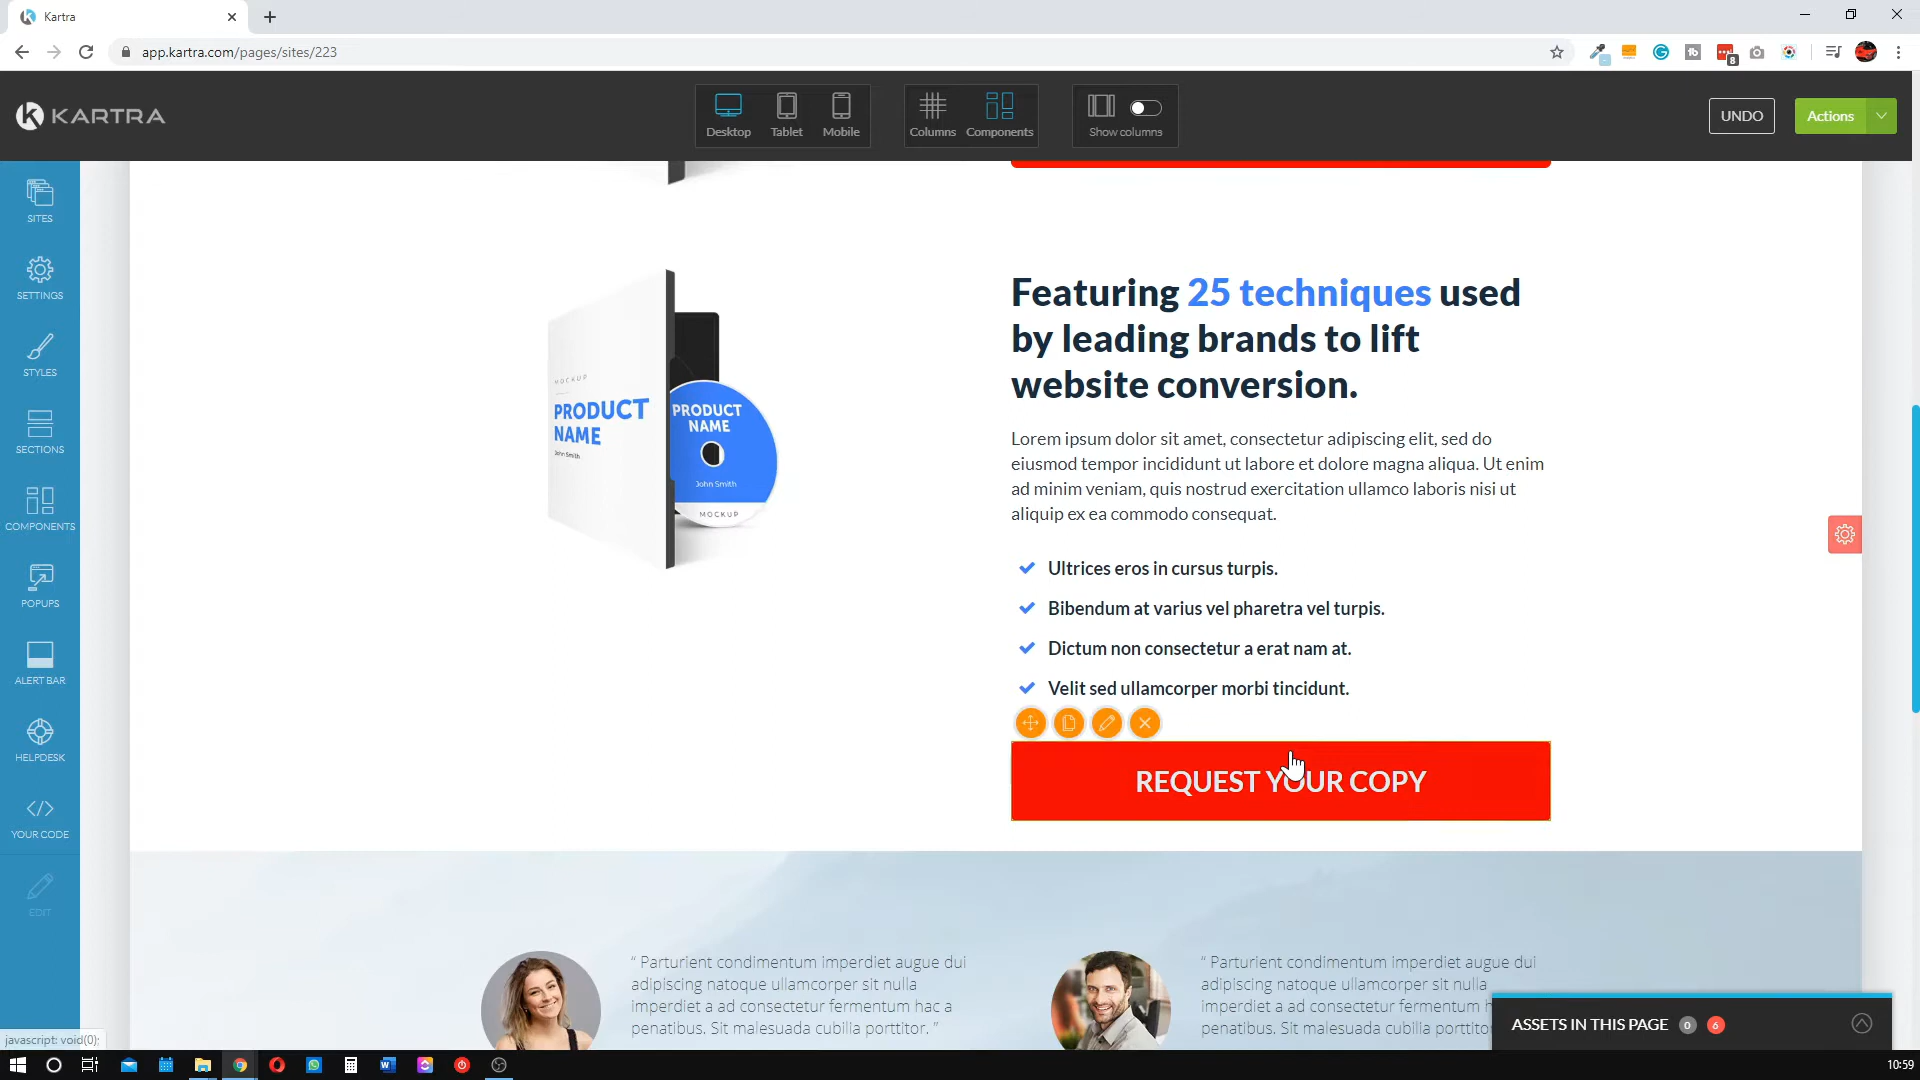 Kartra
app.kartra.com/pages/sites/223
8
KARTRA
Desktop
Tablet
Mobile
Columns
Components
Show columns
UNDO
Actions
SITES
SETTINGS
STYLES
SECTIONS
COMPONENTS
POPUPS
ALERT BAR
HELPDESK
YOUR CODE
EDIT
MOCKUP
PRODUCT
NAME
John Smith
PRODUCT
NAME
John Smith
MOCKUP
Featuring 25 techniques used
by leading brands to lift
website conversion.
Lorem ipsum dolor sit amet, consectetur adipiscing elit, sed do
eiusmod tempor incididunt ut labore et dolore magna aliqua. Ut enim
ad minim veniam, quis nostrud exercitation ullamco laboris nisi ut
aliquip ex ea commodo consequat.
Ultrices eros in cursus turpis.
Bibendum at varius vel pharetra vel turpis.
Dictum non consectetur a erat nam at.
Velit sed ullamcorper morbi tincidunt.
REQUEST YOUR COPY
“ Parturient condimentum imperdiet augue dui
adipiscing natoque ullamcorper sit nulla
imperdiet a ad consectetur fermentum hac a
penatibus. Sit malesuada cubilla porttitor. ”
“ Parturient condimentum imperdiet augue dui
adipiscing natoque ullamcorper sit nulla
imperdiet a ad consectetur fermentum h
penatibus. Sit malesuada cubilla porttitor
ASSETS IN THIS PAGE 0 6
javascript: void(0);
10:59